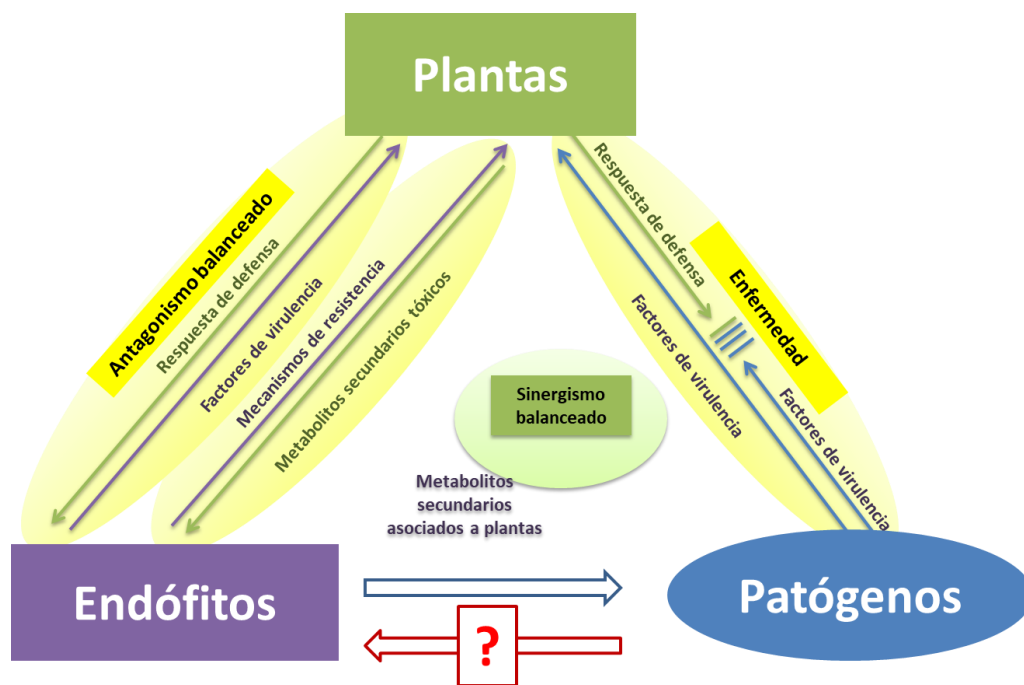 Plantas
Antagonismo balanceado
Respuesta de defensa
Factores de virulencia
Mecanismos de resistencia
Metabolitos secundarios tóxicos
Respuesta de defensa
Enfermedad
Factores de virulencia
Factores de virulencia
Sinergismo
balanceado
Metabolitos
secundarios
asociados a plantas
Endófitos
?
Patógenos